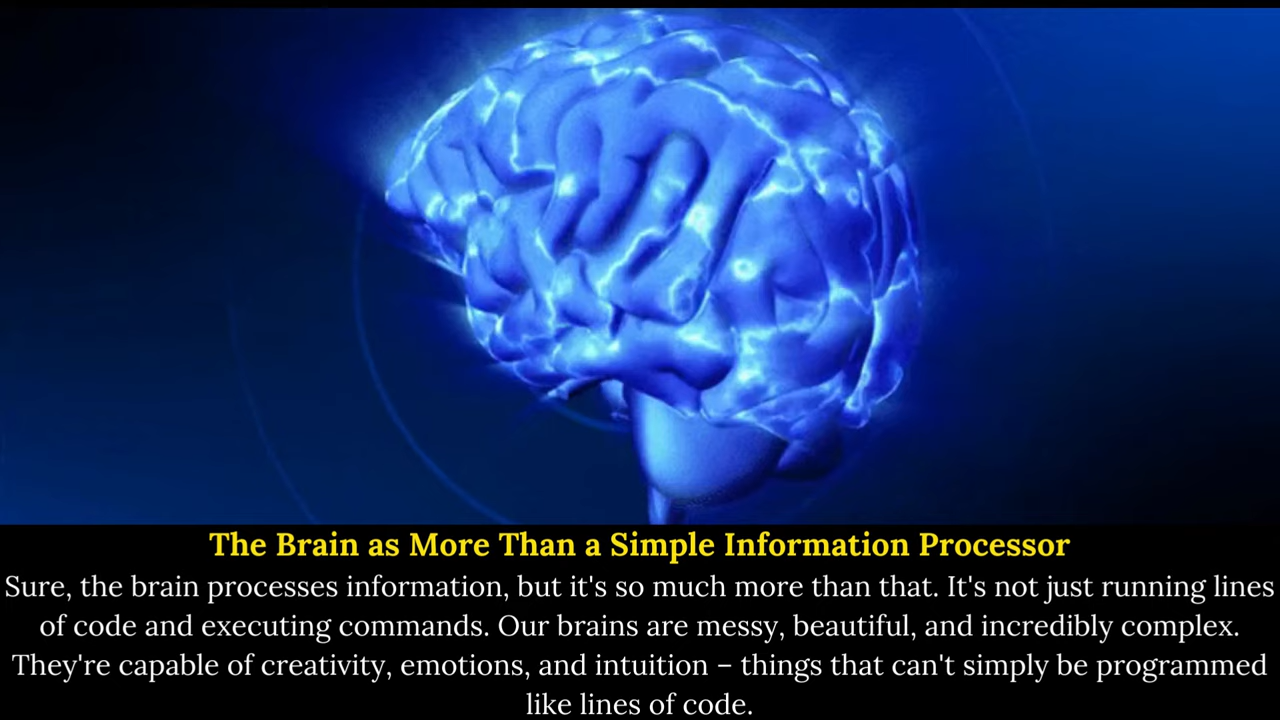 The Brain as More Than a Simple Information Processor
Sure, the brain processes information, but it's so much more than that. It's not just running lines
of code and executing commands. Our brains are messy, beautiful, and incredibly complex.
They're capable of creativity, emotions, and intuition – things that can't simply be programmed
like lines of code.